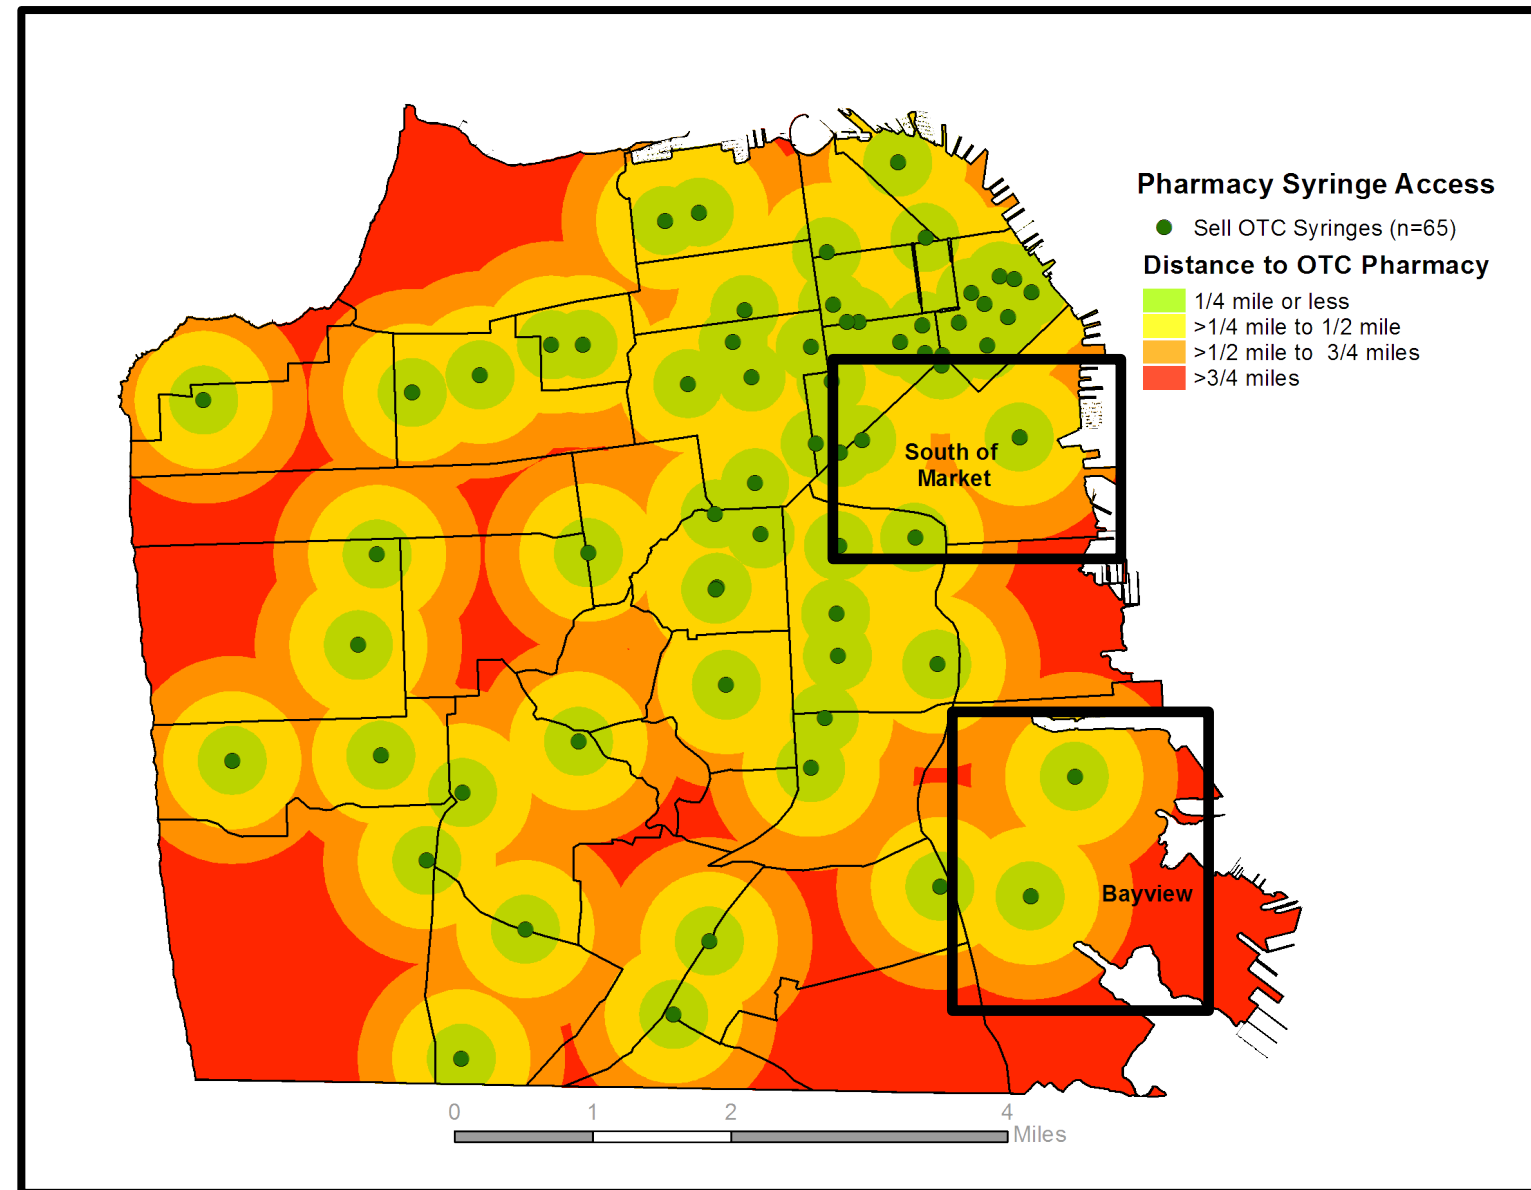 Pharmacy Syringe Access
Sell OTC Syringes (n=65)
Distance to OTC Pharmacy
1/4 mile or less
>1/4 mile to 1/2 mile
>1/2 mile to 3/4 miles
>3/4 miles
South of
Market
Bayview
0 1 2 4
Miles